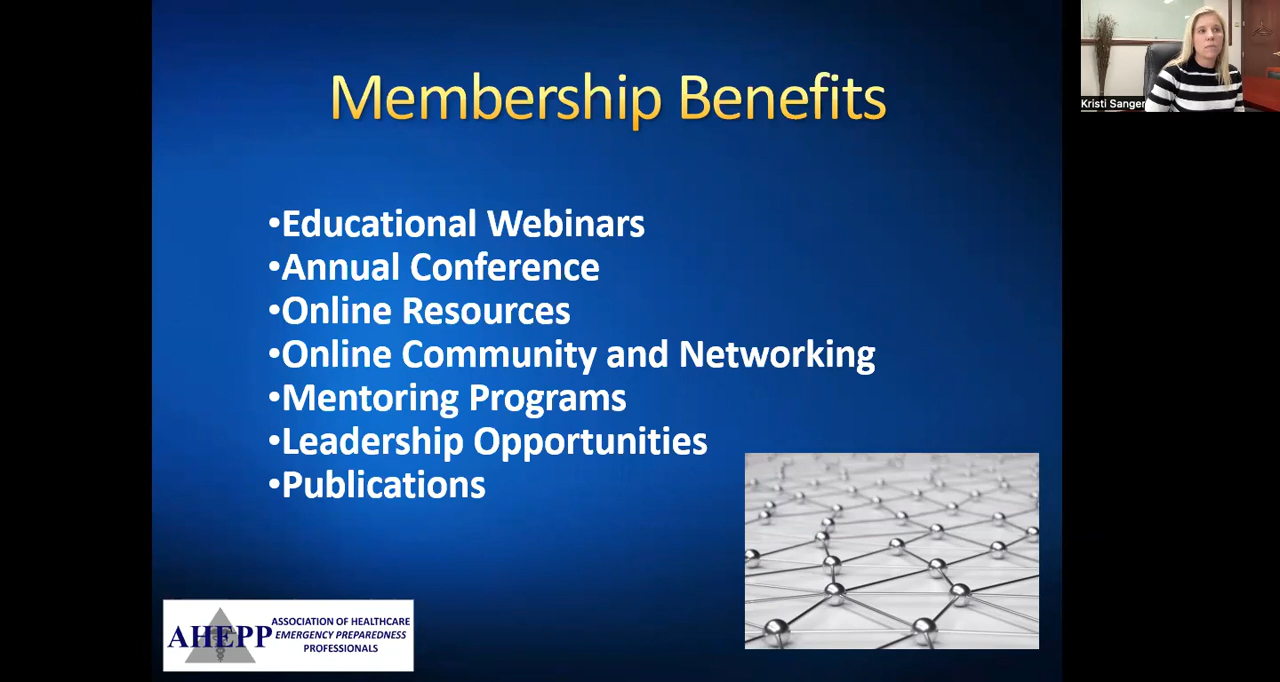 Membership Benefits
•Educational Webinars
•Annual Conference
•Online Resources
•Online Community and Networking
•Mentoring Programs
•Leadership Opportunities
•Publications
AHEPP
ASSOCIATION OF HEALTHCARE
EMERGENCY PREPAREDNESS
PROFESSIONALS
Kristi Sanger